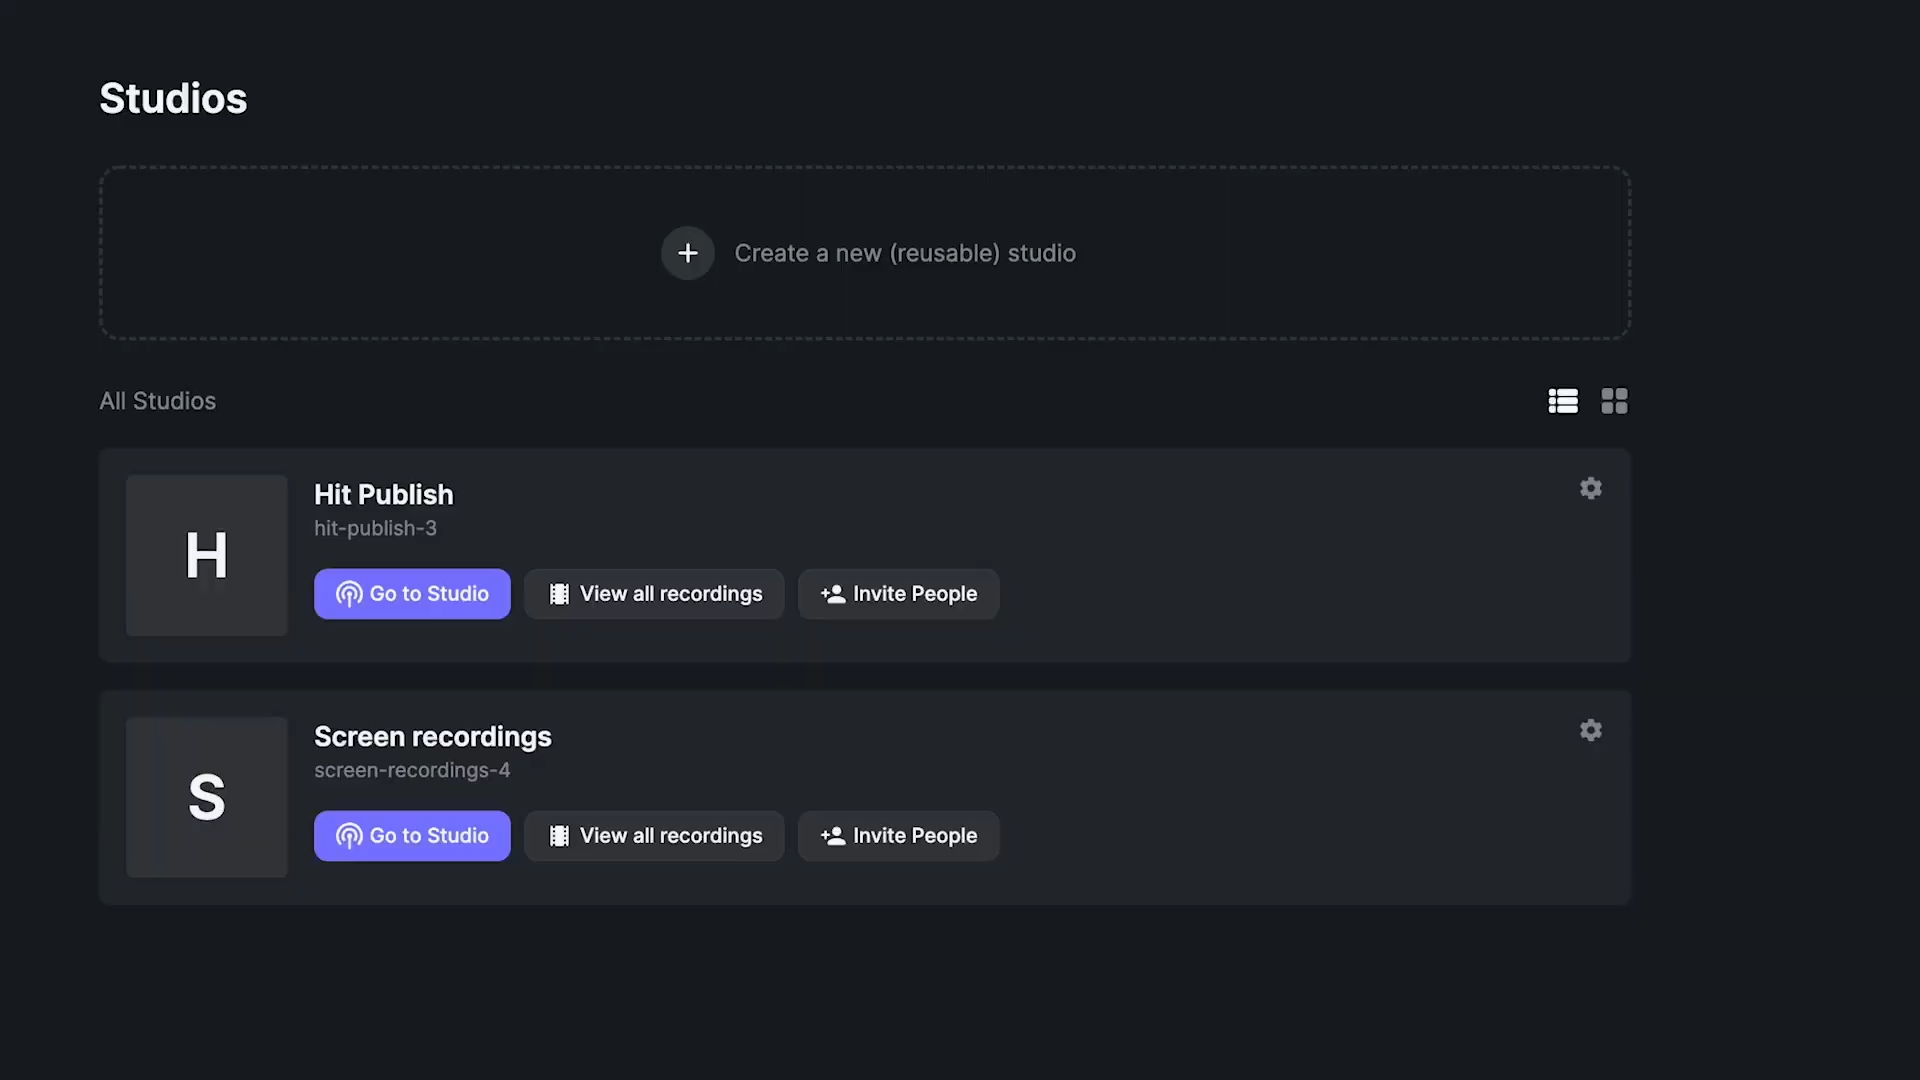 Studios
Create a new (reusable) studio
All Studios
H
Hit Publish
hit-publish-3
Go to Studio
View all recordings
Invite People
S
Screen recordings
screen-recordings-4
Go to Studio
View all recordings
Invite People